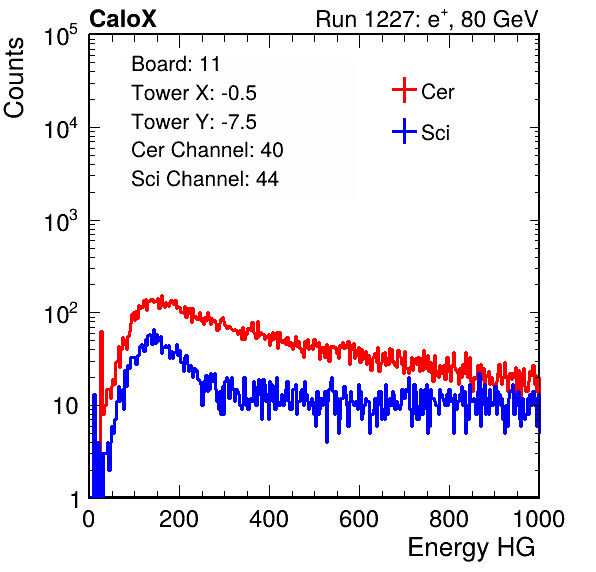 CaloX Run 1227: e⁺, 80 GeV
Counts
10⁵
10⁴
10³
10²
10
1
Board: 11
Tower X: -0.5
Tower Y: -7.5
Cer Channel: 40
Sci Channel: 44
Cer
Sci
0 200 400 600 800 1000
Energy HG